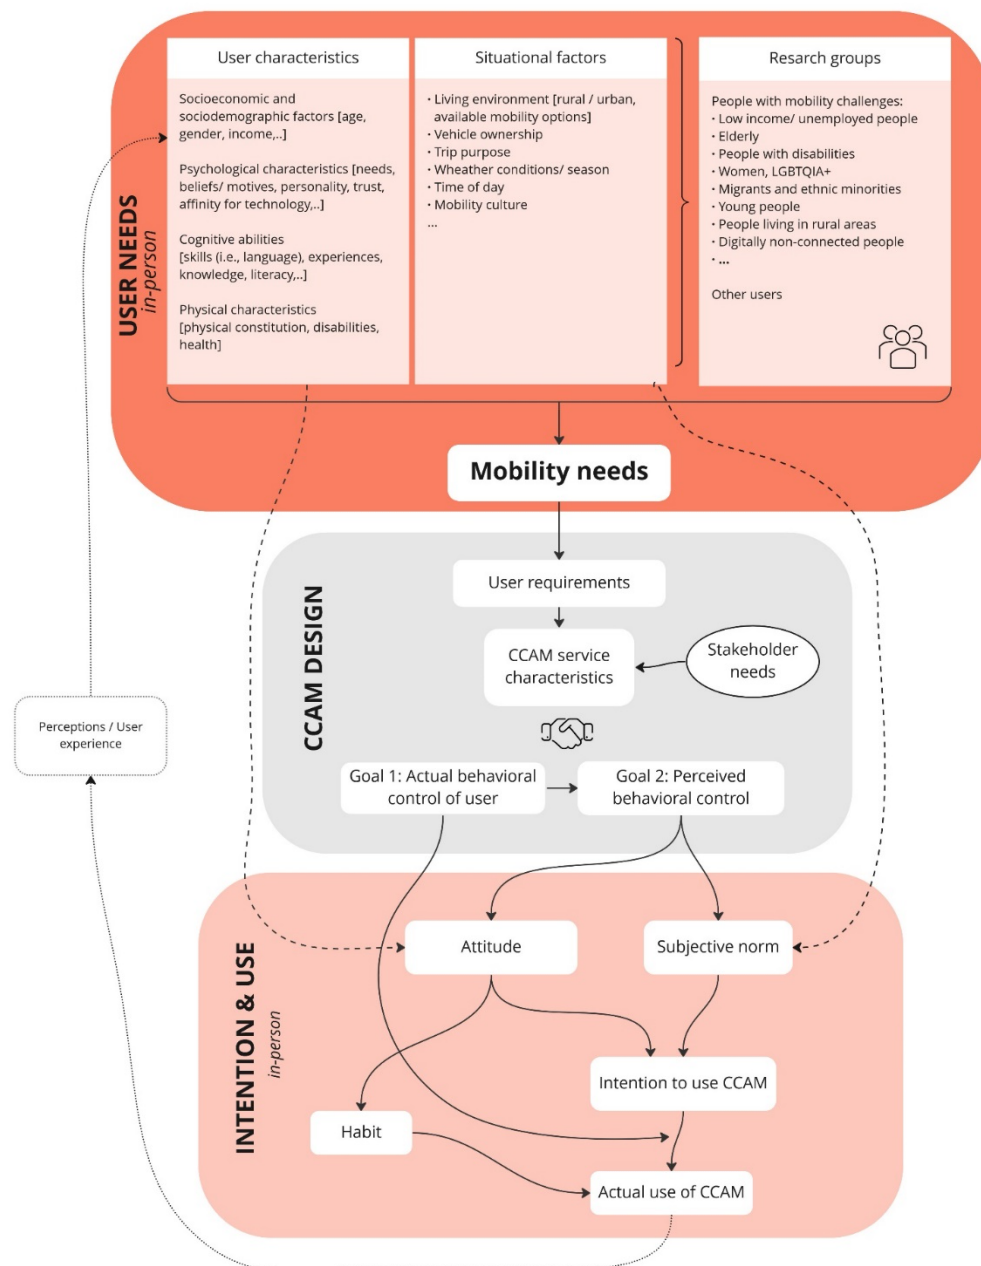 User characteristics
Situational factors
Resarch groups
Socioeconomic and
sociodemographic factors [age,
gender, income,..]
Psychological characteristics [needs,
beliefs/ motives, personality, trust,
affinity for technology,..]
Cognitive abilities
[skills (i.e., language), experiences,
knowledge, literacy,..]
Physical characteristics
[physical constitution, disabilities,
health]
· Living environment [rural / urban,
available mobility options]
· Vehicle ownership
· Trip purpose
· Wheather conditions/ season
· Time of day
· Mobility culture
...
People with mobility challenges:
· Low income/ unemployed people
· Elderly
· People with disabilities
· Women, LGBTQIA+
· Migrants and ethnic minorities
· Young people
· People living in rural areas
· Digitally non-connected people
· ...
Other users
USER NEEDS
in-person
Mobility needs
CCAM DESIGN
User requirements
CCAM service
characteristics
Stakeholder
needs
Perceptions / User
experience
Goal 1: Actual behavioral
control of user
Goal 2: Perceived
behavioral control
INTENTION & USE
in-person
Attitude
Subjective norm
Intention to use CCAM
Habit
Actual use of CCAM